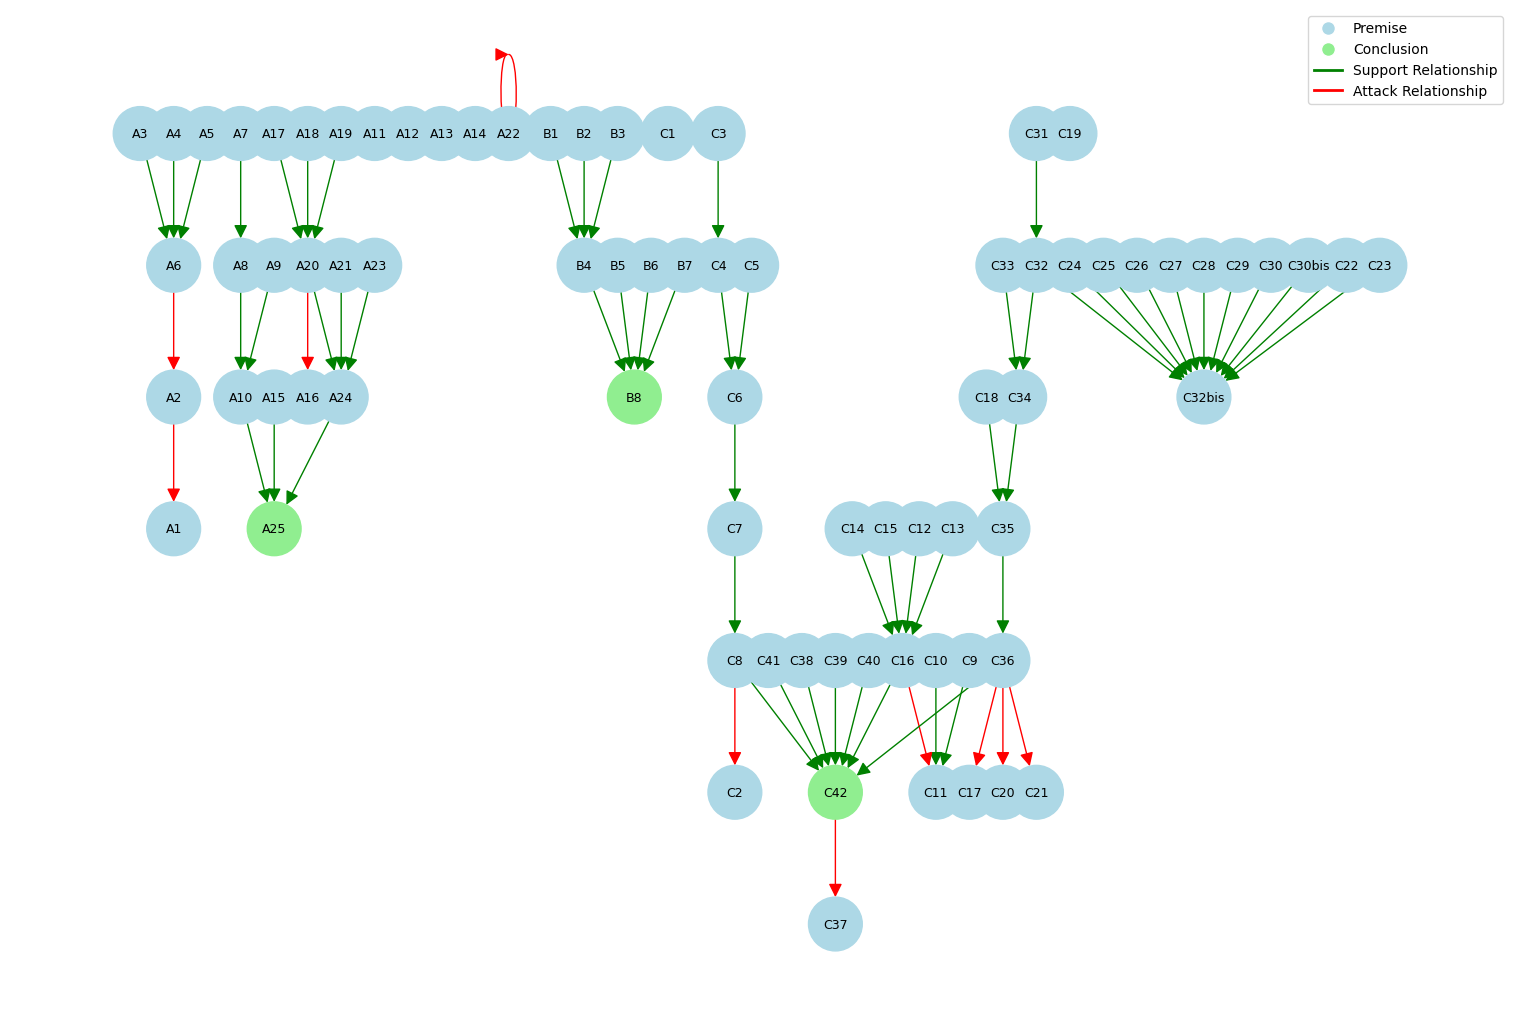 Premise
Conclusion
Support Relationship
Attack Relationship
A3 A4 A5 A7 A17 A18 A19 A11 A12 A13 A14 A22 B1 B2 B3 C1 C3 C31 C19
A6 A8 A9 A20 A21 A23 B4 B5 B6 B7 C4 C5 C33 C32 C24 C25 C26 C27 C28 C29 C30 C30bis C22 C23
A2 A10 A15 A16 A24 B8 C6 C18 C34 C32bis
A1 A25 C7 C14 C15 C12 C13 C35
C8 C41 C38 C39 C40 C16 C10 C9 C36
C2 C42 C11 C17 C20 C21
C37